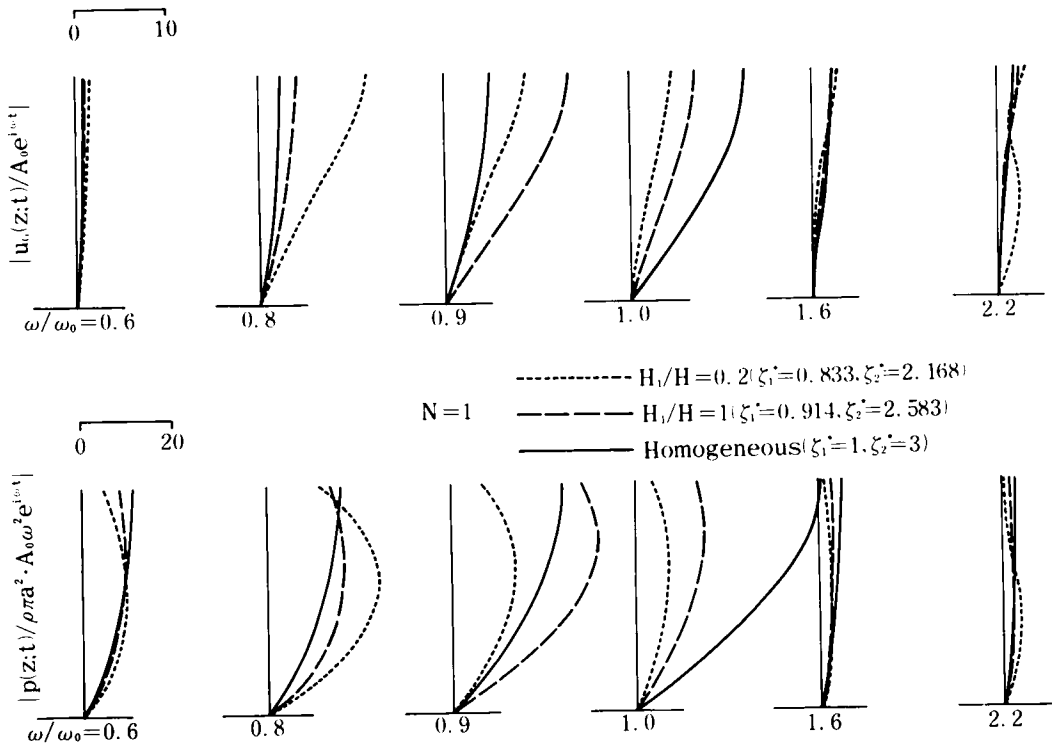 0 10
|u₀(z;t)/A₀e^{iωt}|
ω/ω₀=0.6 0.8 0.9 1.0 1.6 2.2
N=1
H₁/H=0.2(ζ₁*=0.833, ζ₂*=2.168)
H₁/H=1(ζ₁*=0.914, ζ₂*=2.583)
Homogeneous(ζ₁*=1, ζ₂*=3)
0 20
|p(z;t)/ρπa²·A₀ω²e^{iωt}|
ω/ω₀=0.6 0.8 0.9 1.0 1.6 2.2